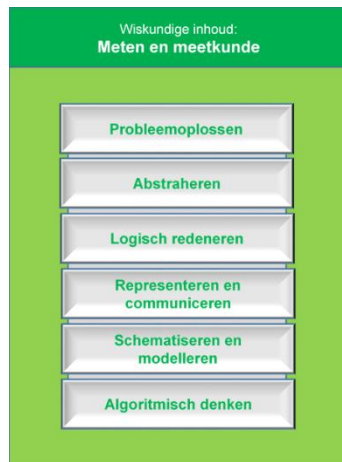 Wiskundige inhoud:
Meten en meetkunde
Probleemoplossen
Abstraheren
Logisch redeneren
Representeren en
communiceren
Schematiseren en
modelleren
Algoritmisch denken